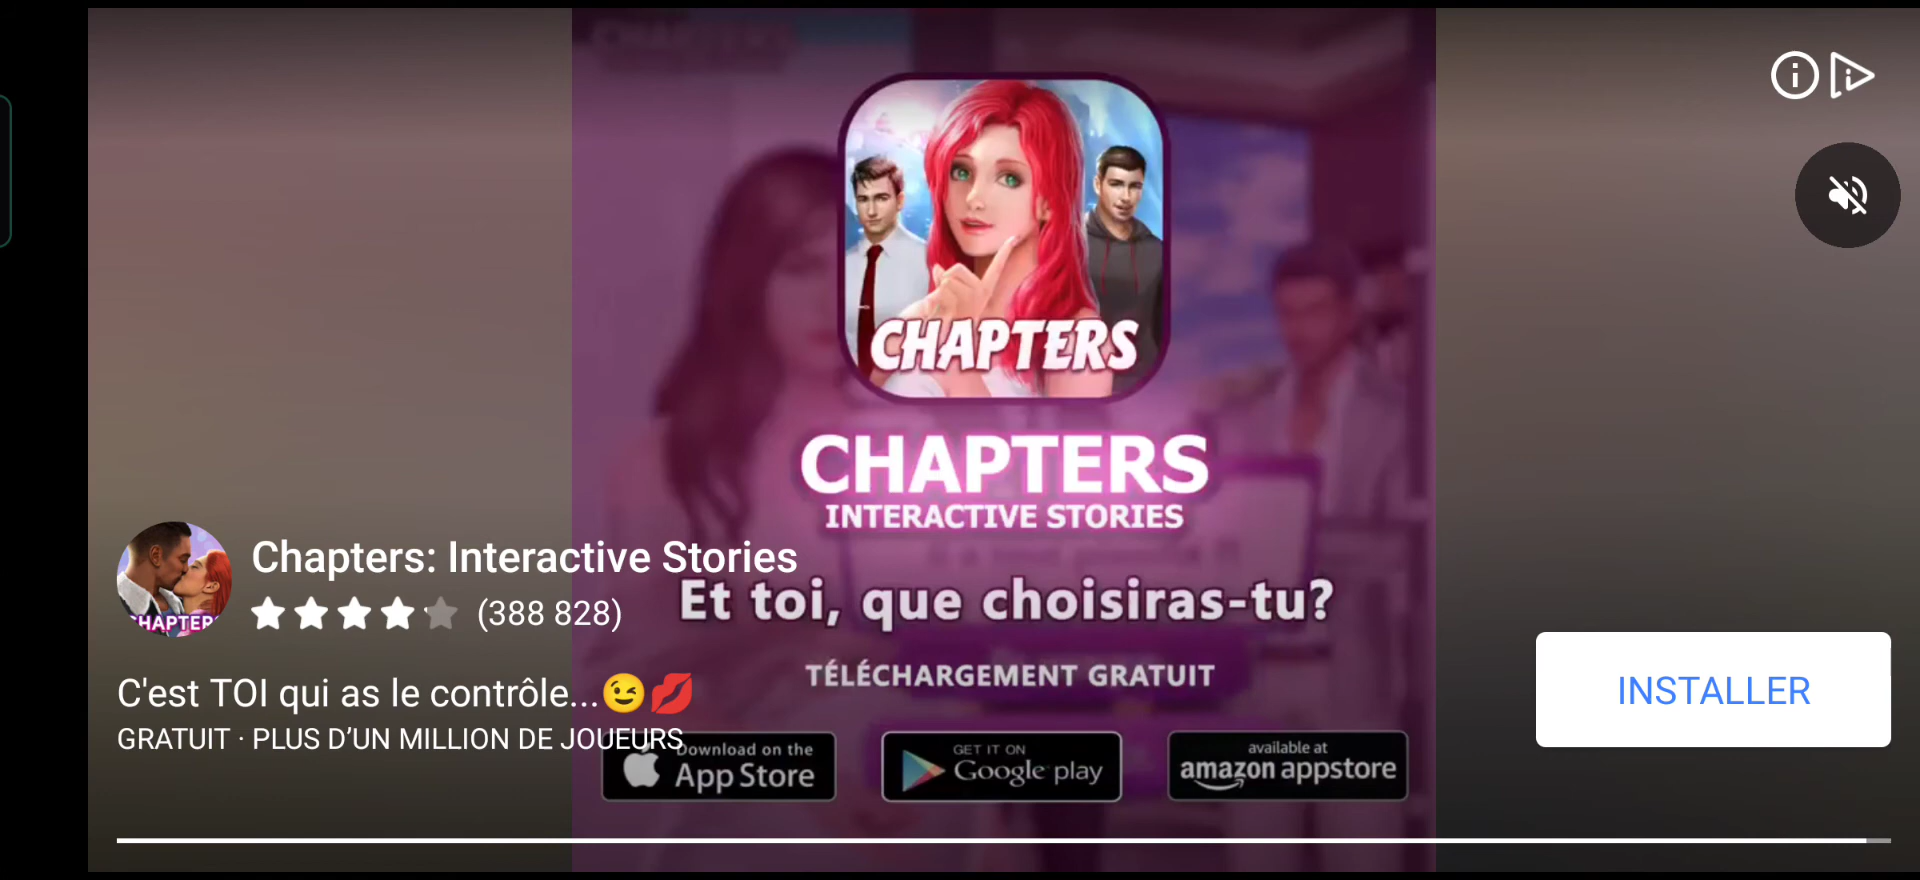 CHAPTERS
CHAPTERS
INTERACTIVE STORIES
Et toi, que choisiras-tu?
TÉLÉCHARGEMENT GRATUIT
Chapters: Interactive Stories
(388 828)
C'est TOI qui as le contrôle...😉💋
GRATUIT · PLUS D’UN MILLION DE JOUEURS
CHAPTERS
INSTALLER
Download on the
App Store
GET IT ON
Google play
available at
amazon appstore